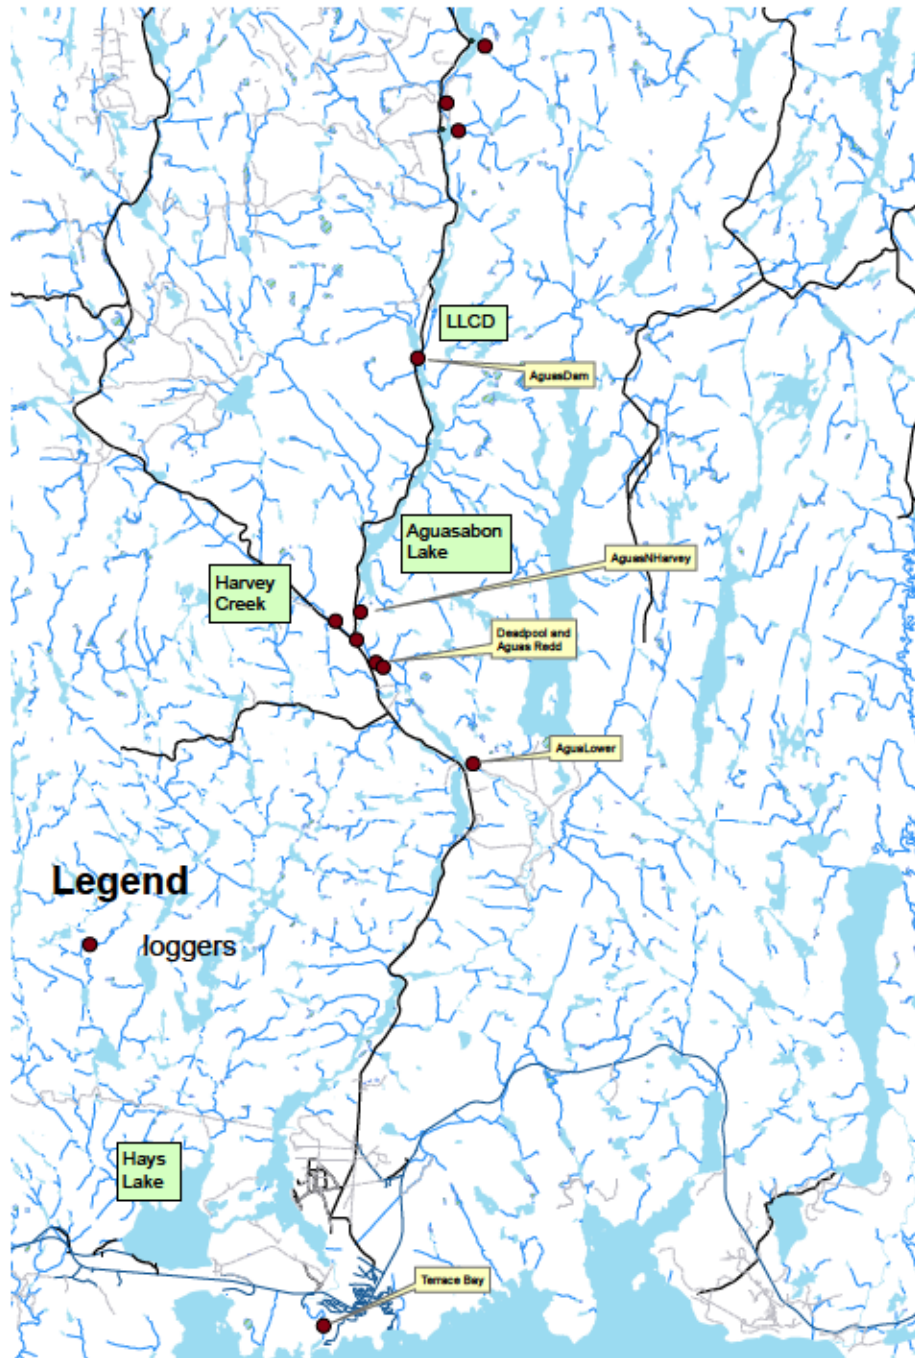 LLCD
AguasDam
Aguasabon
Lake
AguasNHarvey
Harvey
Creek
Deadpool and
Aguas Redd
AguaLower
Legend
loggers
Hays
Lake
Terrace Bay